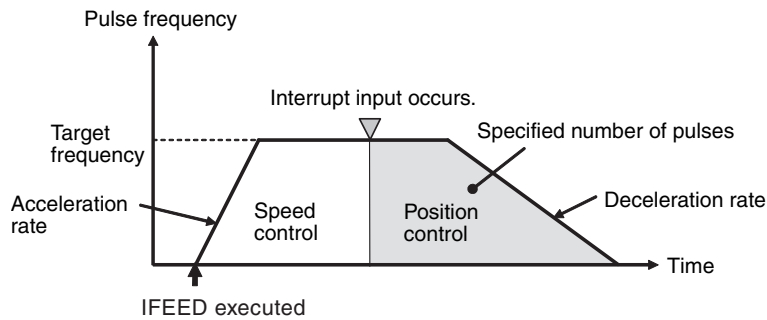 Pulse frequency
Interrupt input occurs.
Target
frequency
Specified number of pulses
Acceleration
rate
Speed
control
Position
control
Deceleration rate
Time
IFEED executed